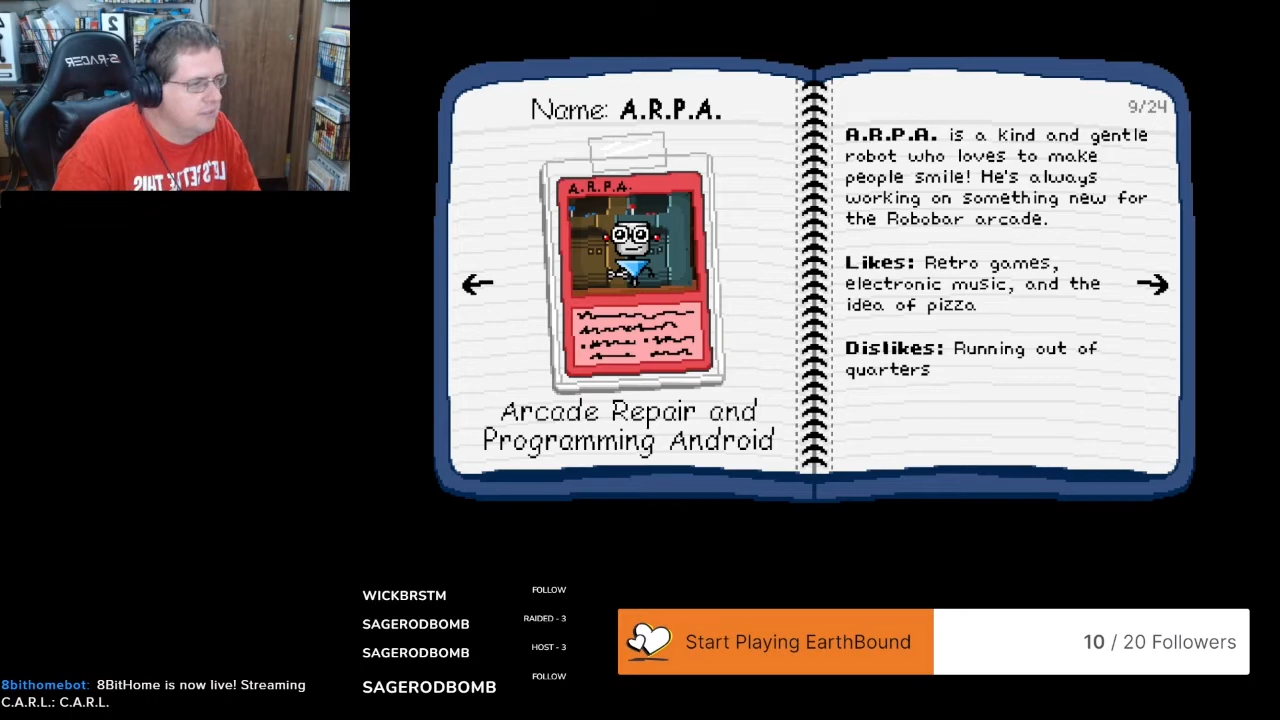 S-RACER
LET'S
THIS
Name: A.R.P.A.
A.R.P.A.
Arcade Repair and
Programming Android
9/24
A.R.P.A. is a kind and gentle
robot who loves to make
people smile! He's always
working on something new for
the Robobar arcade.
Likes: Retro games,
electronic music, and the
idea of pizza
Dislikes: Running out of
quarters
WICKBRSTM FOLLOW
SAGERODBOMB RAIDED - 3
SAGERODBOMB HOST - 3
SAGERODBOMB FOLLOW
Start Playing EarthBound 10 / 20 Followers
8bithomebot: 8BitHome is now live! Streaming
C.A.R.L.: C.A.R.L.